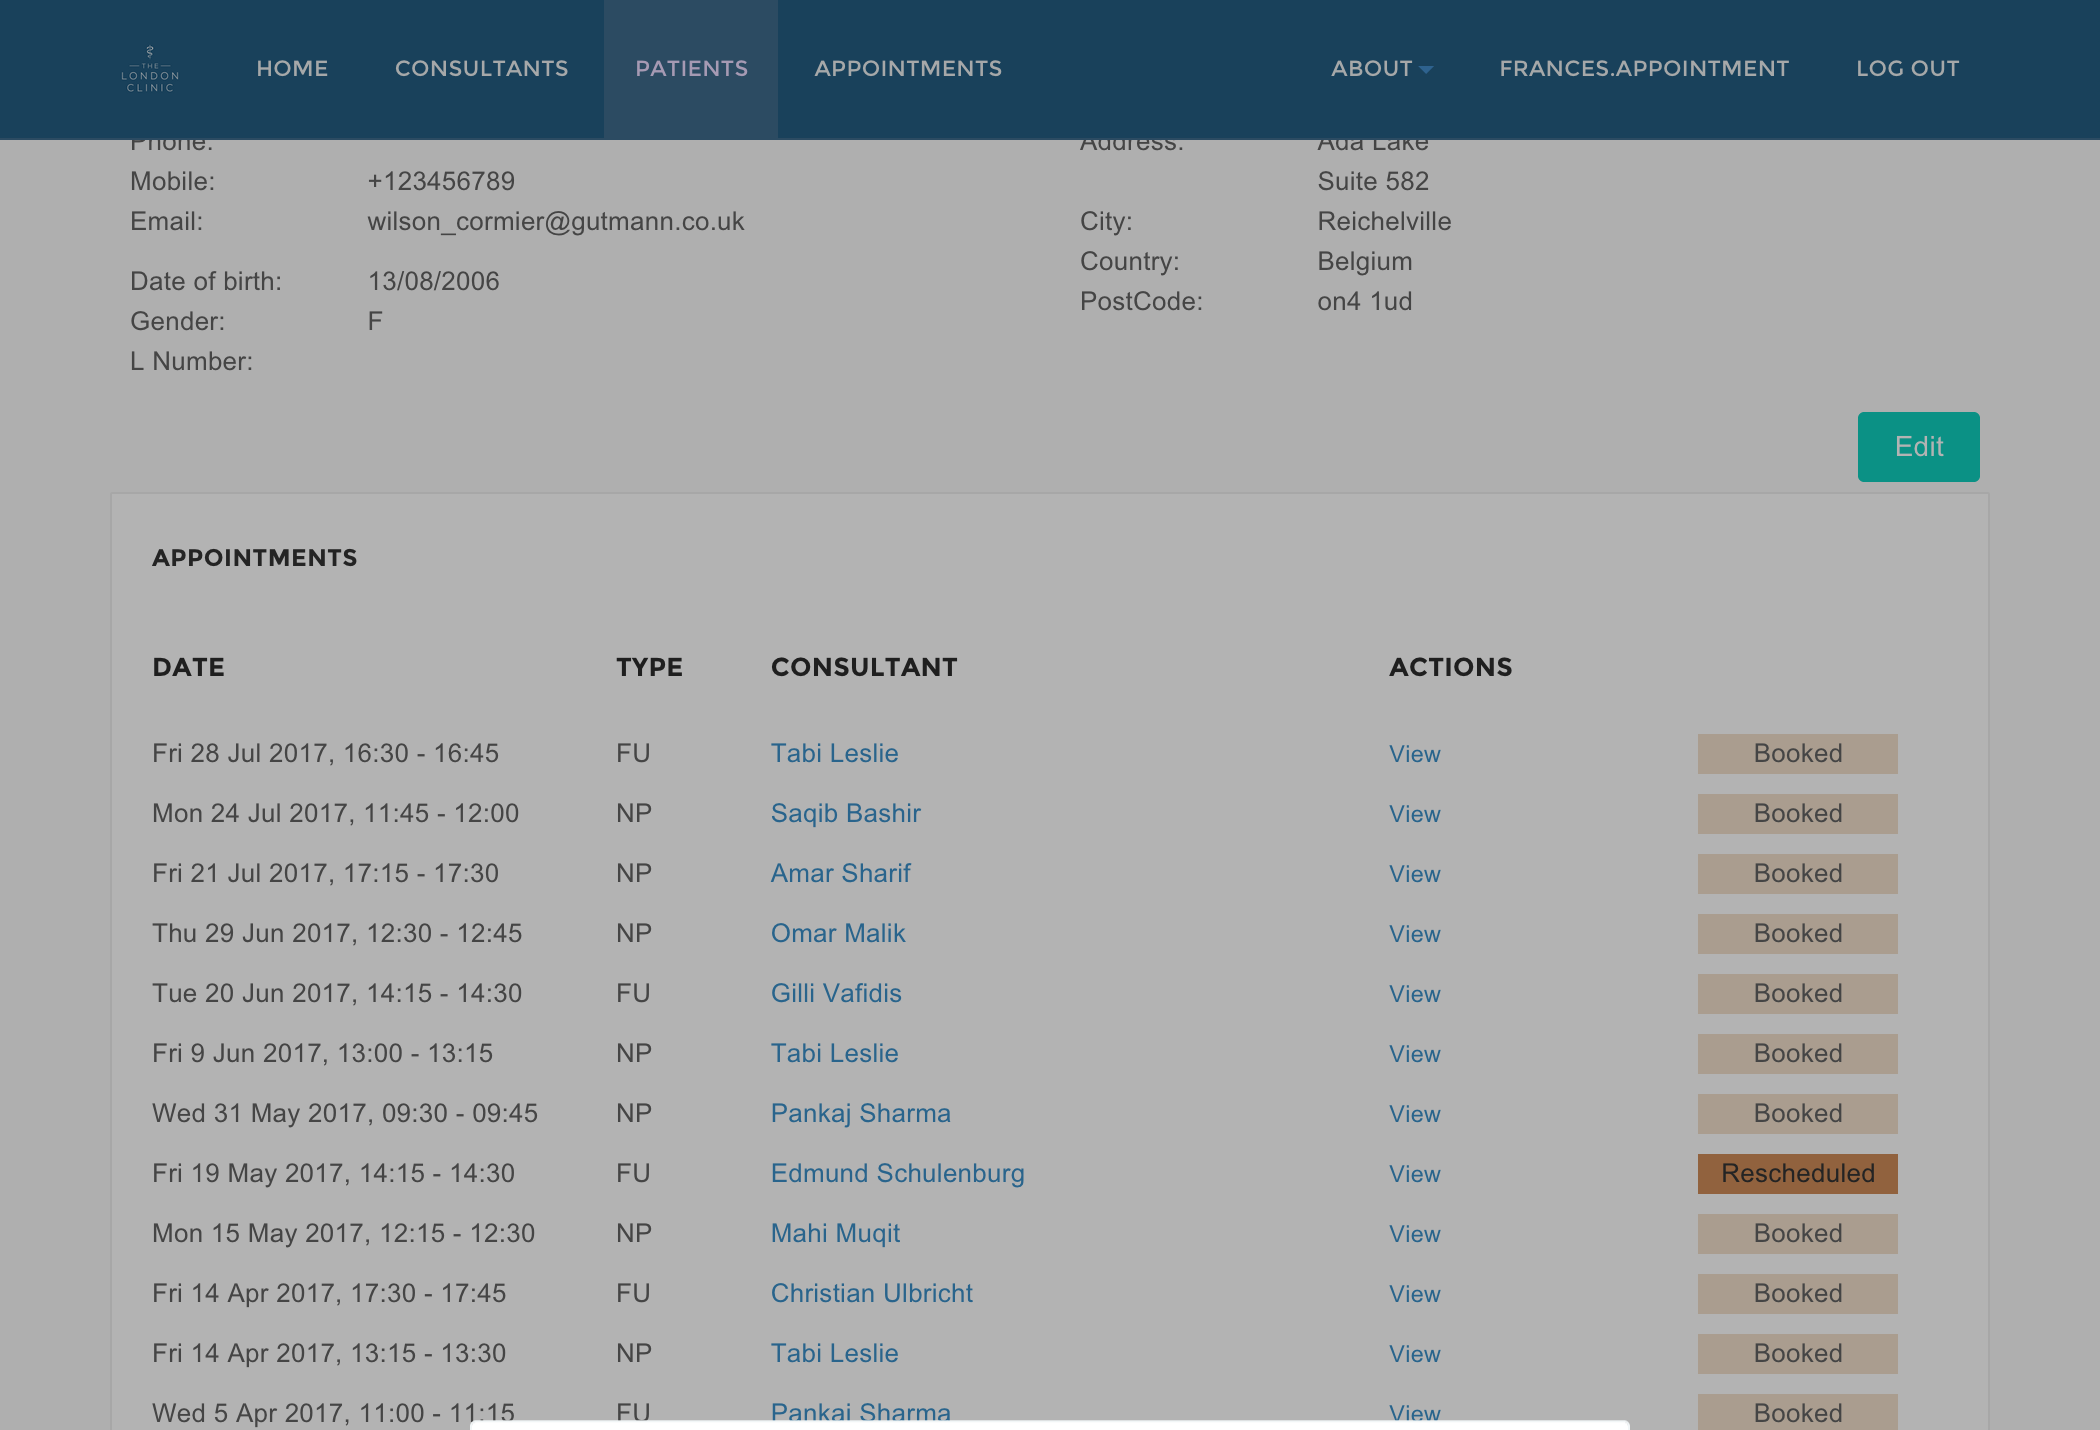 THE
LONDON
CLINIC
HOME CONSULTANTS PATIENTS APPOINTMENTS ABOUT FRANCES.APPOINTMENT LOG OUT
Phone: Address: Ada Lake
Mobile: +123456789 Suite 582
Email: wilson_cormier@gutmann.co.uk City: Reichelville
Country: Belgium
Date of birth: 13/08/2006
PostCode: on4 1ud
Gender: F
L Number:
Edit
APPOINTMENTS
DATE TYPE CONSULTANT ACTIONS
Fri 28 Jul 2017, 16:30 - 16:45 FU Tabi Leslie View Booked
Mon 24 Jul 2017, 11:45 - 12:00 NP Saqib Bashir View Booked
Fri 21 Jul 2017, 17:15 - 17:30 NP Amar Sharif View Booked
Thu 29 Jun 2017, 12:30 - 12:45 NP Omar Malik View Booked
Tue 20 Jun 2017, 14:15 - 14:30 FU Gilli Vafidis View Booked
Fri 9 Jun 2017, 13:00 - 13:15 NP Tabi Leslie View Booked
Wed 31 May 2017, 09:30 - 09:45 NP Pankaj Sharma View Booked
Fri 19 May 2017, 14:15 - 14:30 FU Edmund Schulenburg View Rescheduled
Mon 15 May 2017, 12:15 - 12:30 NP Mahi Muqit View Booked
Fri 14 Apr 2017, 17:30 - 17:45 FU Christian Ulbricht View Booked
Fri 14 Apr 2017, 13:15 - 13:30 NP Tabi Leslie View Booked
Wed 5 Apr 2017, 11:00 - 11:15 FU Pankaj Sharma View Booked